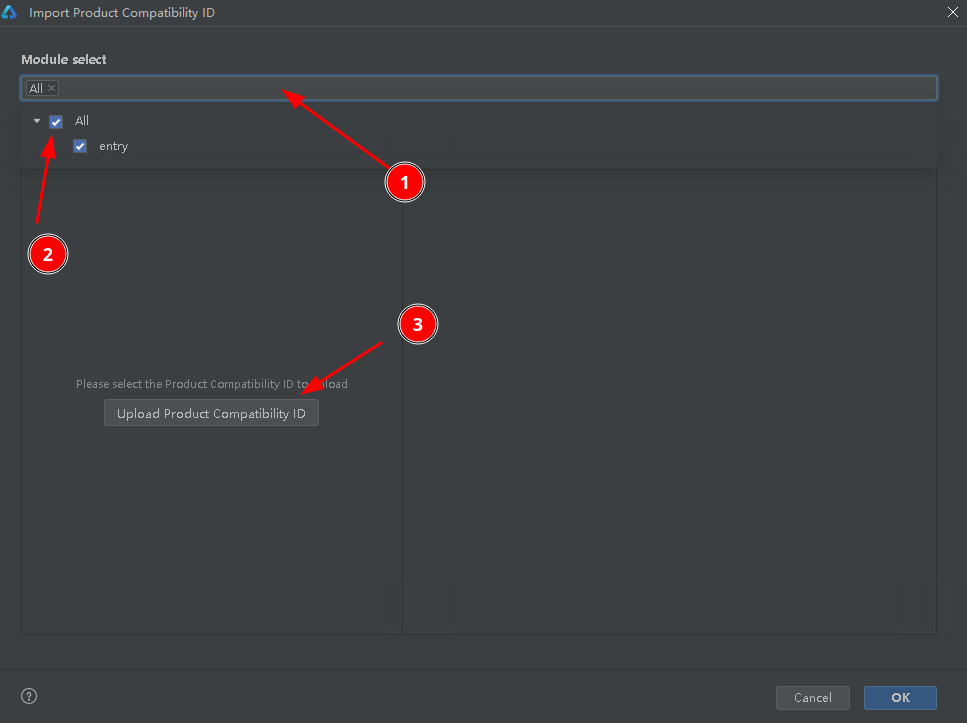 Import Product Compatibility ID
Module select
All
All
entry
1
2
3
Please select the Product Compatibility ID to upload
Upload Product Compatibility ID
?
Cancel
OK